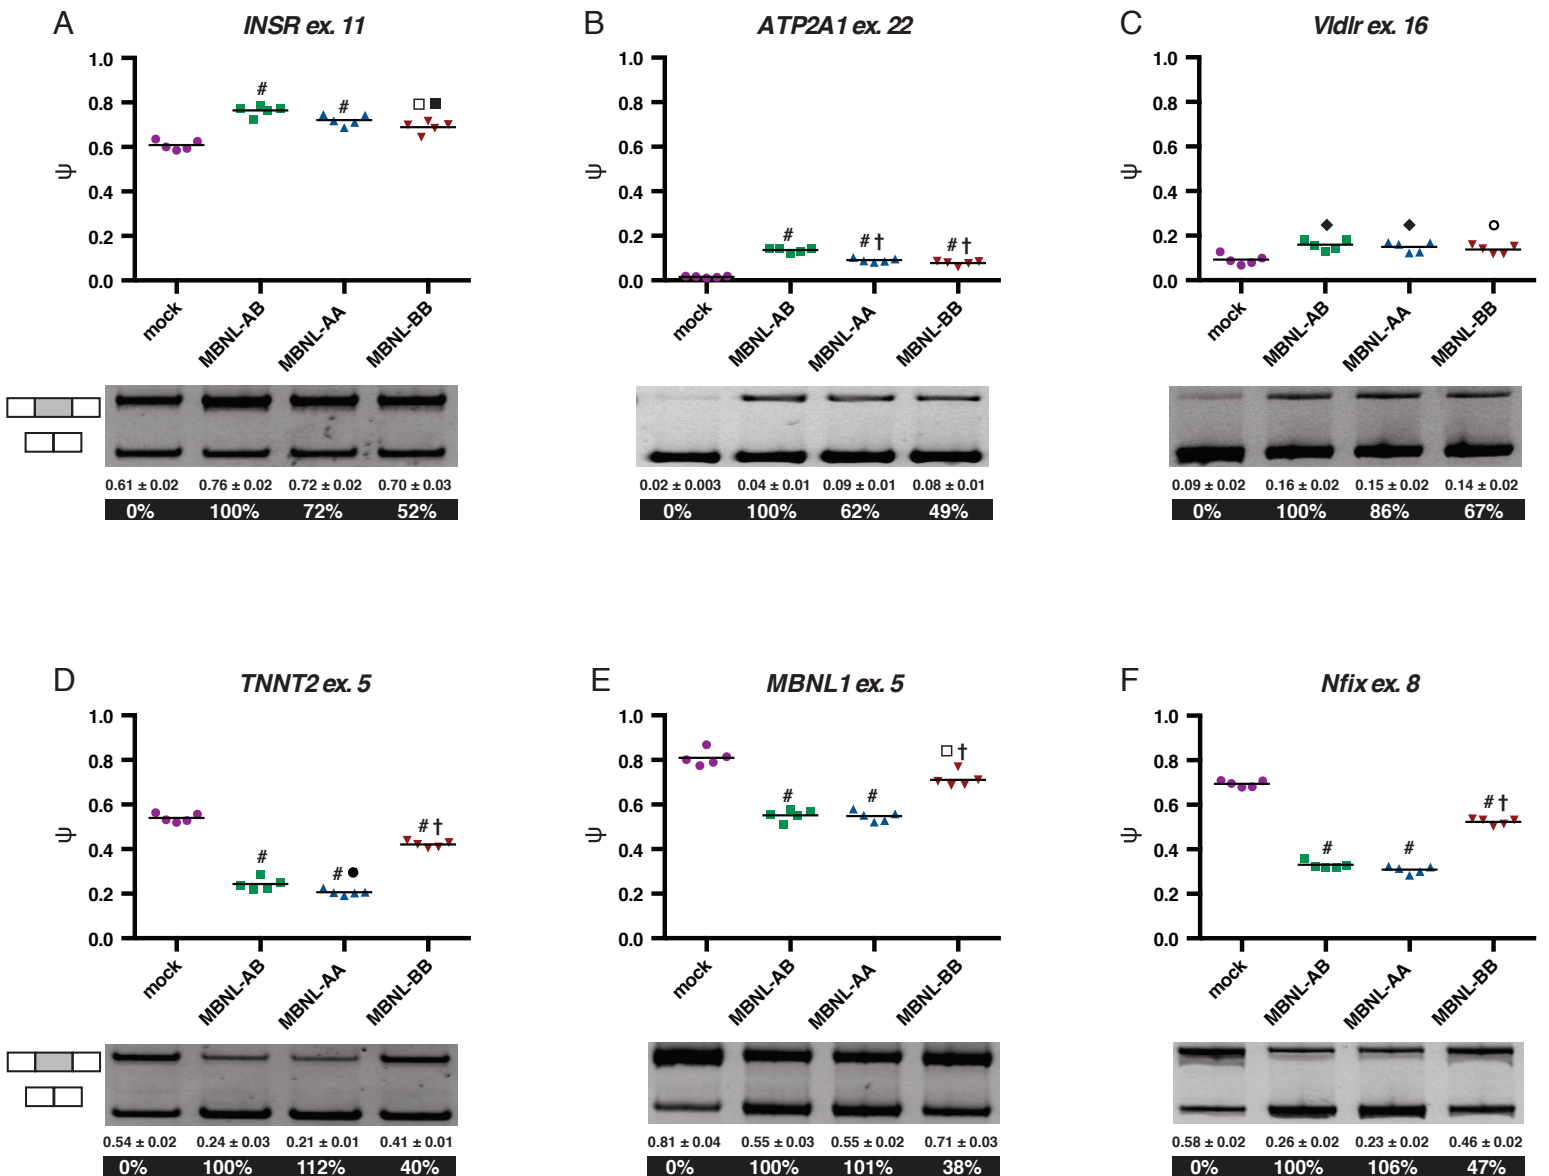 A
INSR ex. 11
1.0
0.8
0.6
0.4
0.2
0.0
ψ
#
#
□ ■
mock
MBNL-AB
MBNL-AA
MBNL-BB
0.61 ± 0.02 0.76 ± 0.02 0.72 ± 0.02 0.70 ± 0.03
0% 100% 72% 52%
B
ATP2A1 ex. 22
1.0
0.8
0.6
0.4
0.2
0.0
ψ
#
# †
# †
mock
MBNL-AB
MBNL-AA
MBNL-BB
0.02 ± 0.003 0.04 ± 0.01 0.09 ± 0.01 0.08 ± 0.01
0% 100% 62% 49%
C
Vldlr ex. 16
1.0
0.8
0.6
0.4
0.2
0.0
ψ
◆
◆
○
mock
MBNL-AB
MBNL-AA
MBNL-BB
0.09 ± 0.02 0.16 ± 0.02 0.15 ± 0.02 0.14 ± 0.02
0% 100% 86% 67%
D
TNNT2 ex. 5
1.0
0.8
0.6
0.4
0.2
0.0
ψ
#
# ●
# †
mock
MBNL-AB
MBNL-AA
MBNL-BB
0.54 ± 0.02 0.24 ± 0.03 0.21 ± 0.01 0.41 ± 0.01
0% 100% 112% 40%
E
MBNL1 ex. 5
1.0
0.8
0.6
0.4
0.2
0.0
ψ
#
#
□ †
mock
MBNL-AB
MBNL-AA
MBNL-BB
0.81 ± 0.04 0.55 ± 0.03 0.55 ± 0.02 0.71 ± 0.03
0% 100% 101% 38%
F
Nfix ex. 8
1.0
0.8
0.6
0.4
0.2
0.0
ψ
#
#
# †
mock
MBNL-AB
MBNL-AA
MBNL-BB
0.58 ± 0.02 0.26 ± 0.02 0.23 ± 0.02 0.46 ± 0.02
0% 100% 106% 47%